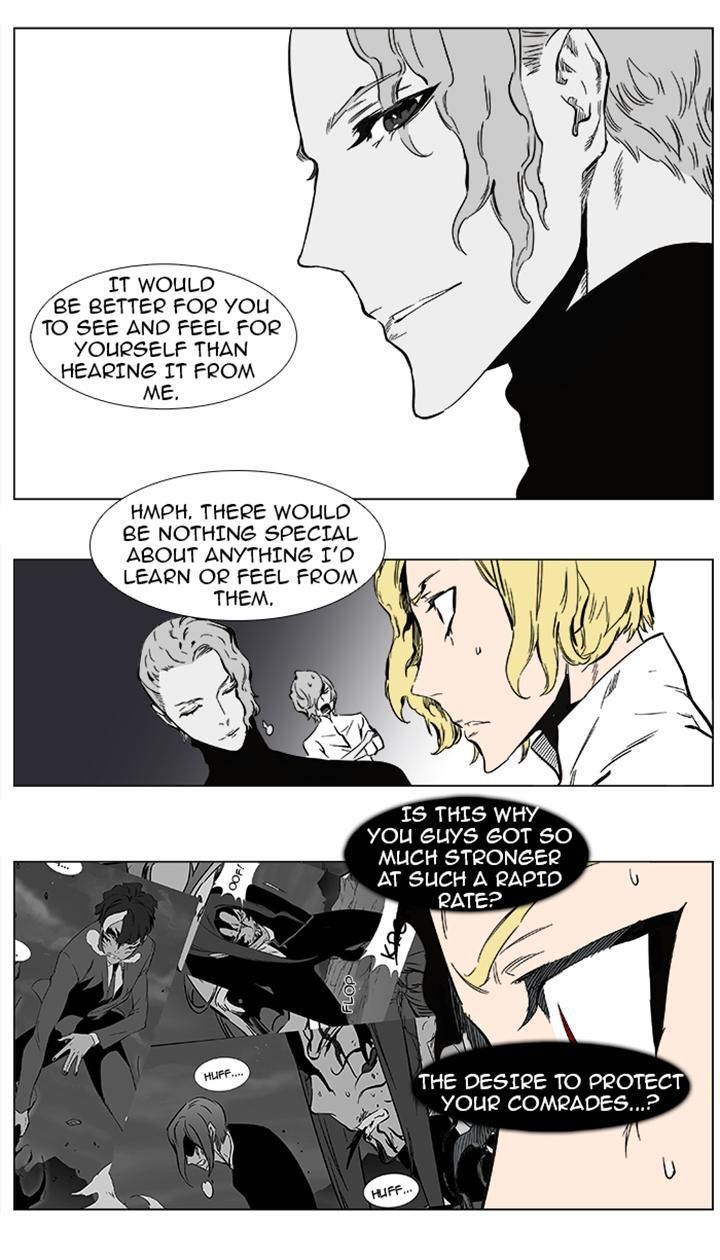 IT WOULD
BE BETTER FOR YOU
TO SEE AND FEEL FOR
YOURSELF THAN
HEARING IT FROM
ME.
HMPH. THERE WOULD
BE NOTHING SPECIAL
ABOUT ANYTHING I'D
LEARN OR FEEL FROM
THEM.
IS THIS WHY
YOU GUYS GOT SO
MUCH STRONGER
AT SUCH A RAPID
RATE?
OOF!
FLOP
HUFF....
THE DESIRE TO PROTECT
YOUR COMRADES...?
HUFF...